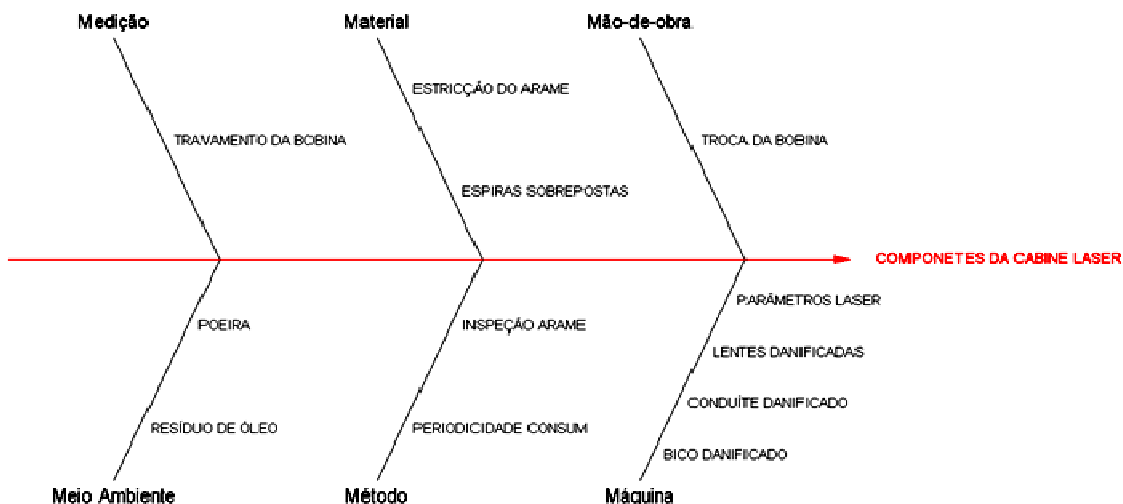 Medição
Material
Mão-de-obra
ESTRICÇÃO DO ARAME
TRAVAMENTO DA BOBINA
TROCA DA BOBINA
ESPIRAS SOBREPOSTAS
COMPONETES DA CABINE LASER
PARÂMETROS LASER
POEIRA
INSPEÇÃO ARAME
LENTES DANIFICADAS
CONDUÍTE DANIFICADO
RESÍDUO DE ÓLEO
PERIODICIDADE CONSUM
BICO DANIFICADO
Meio Ambiente
Método
Máquina